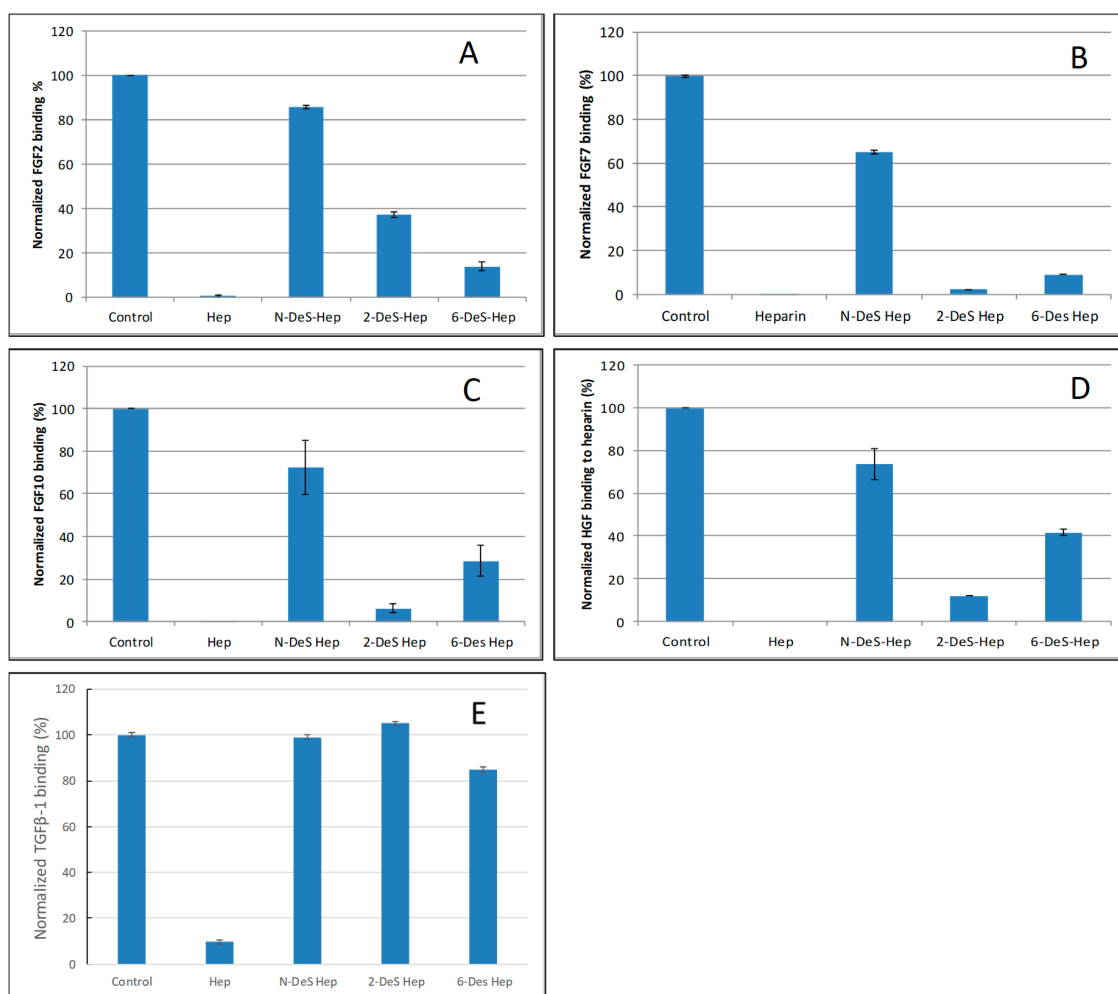 A
Normalized FGF2 binding %
120
100
80
60
40
20
0
Control Hep N-DeS-Hep 2-DeS-Hep 6-DeS-Hep
B
Normalized FGF7 binding (%)
120
100
80
60
40
20
0
Control Heparin N-DeS Hep 2-DeS Hep 6-Des Hep
C
Normalized FGF10 binding (%)
120
100
80
60
40
20
0
Control Hep N-DeS Hep 2-DeS Hep 6-Des Hep
D
Normalized HGF binding to heparin (%)
120
100
80
60
40
20
0
Control Hep N-DeS-Hep 2-DeS-Hep 6-DeS-Hep
E
Normalized TGFβ-1 binding (%)
120
100
80
60
40
20
0
Control Hep N-DeS Hep 2-DeS Hep 6-Des Hep